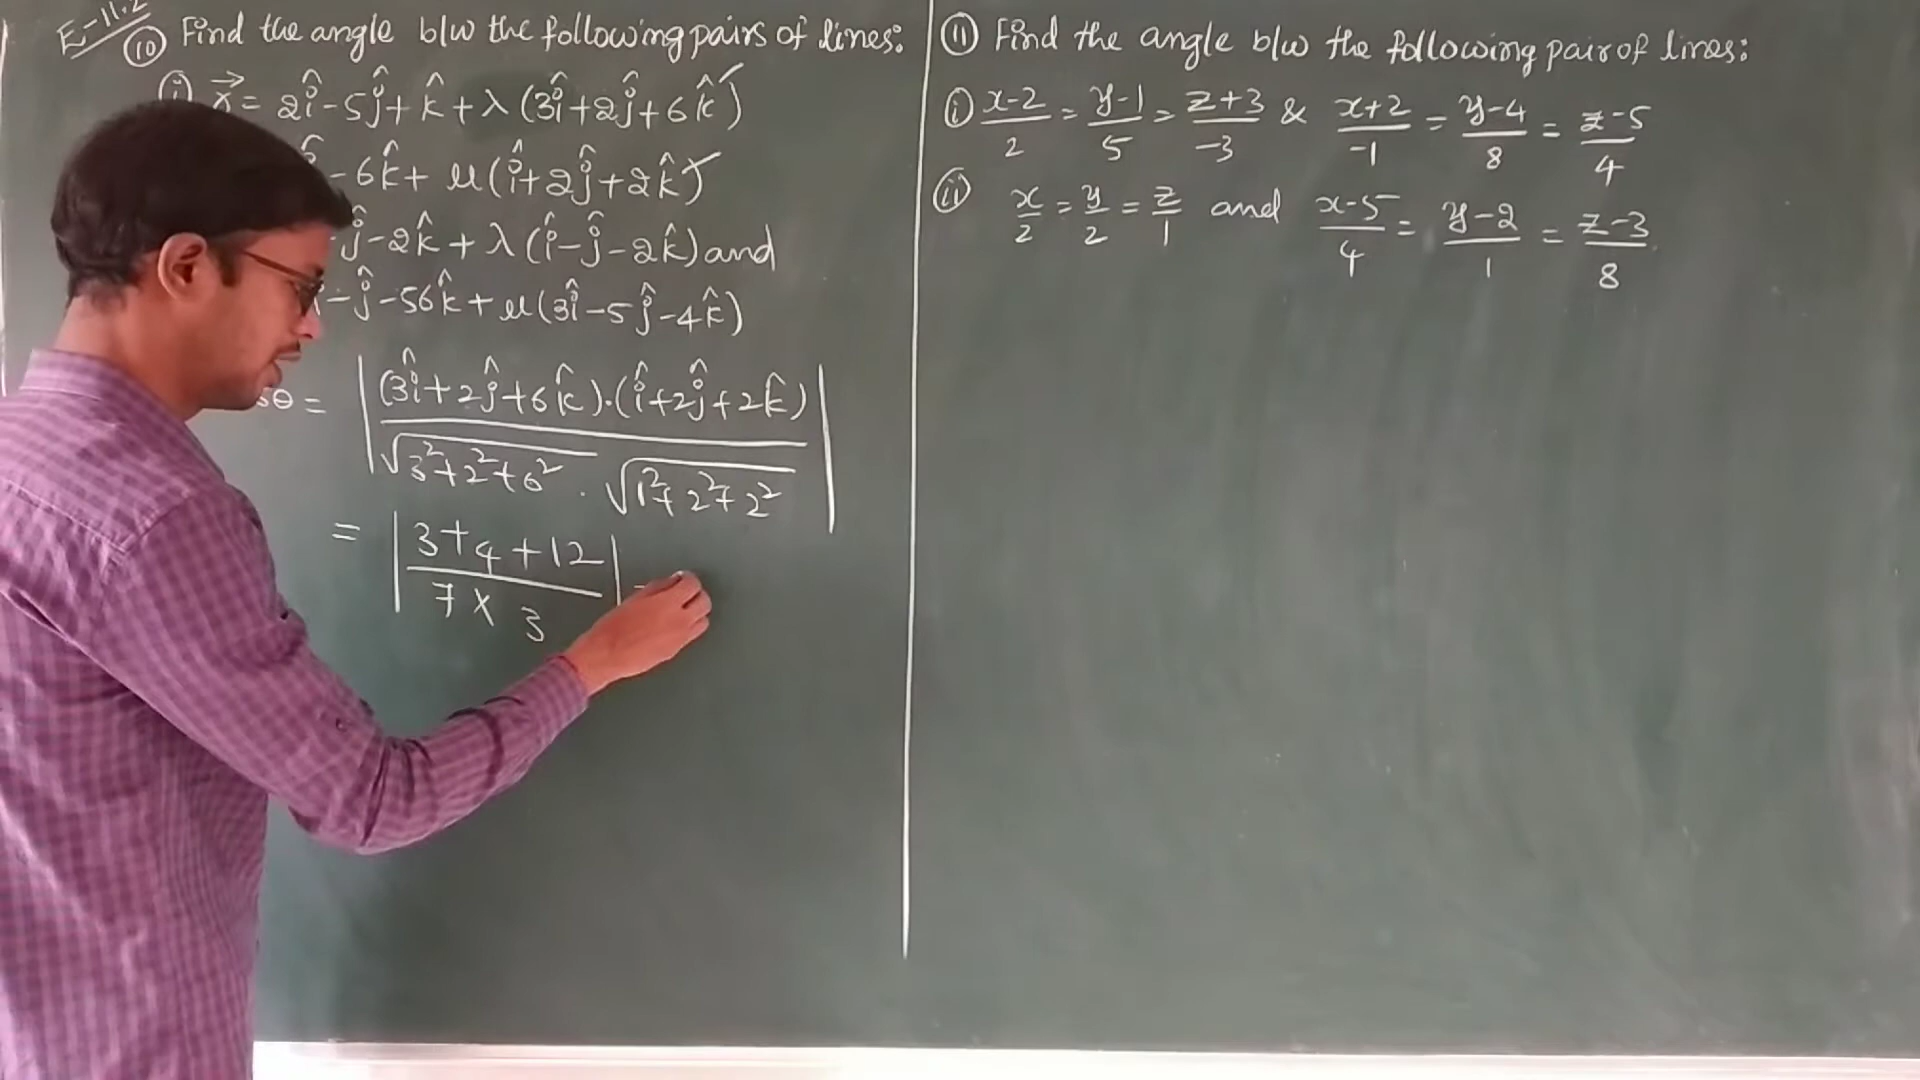 E-11.2
⑩ Find the angle b/w the following pairs of lines:
(i) r⃗ = 2î-5ĵ+k̂+λ(3î+2ĵ+6k̂)
-6k̂+μ(î+2ĵ+2k̂)
ĵ-2k̂+λ(î-ĵ-2k̂) and
-ĵ-56k̂+μ(3î-5ĵ-4k̂)
sθ = |(3î+2ĵ+6k̂).(î+2ĵ+2k̂) / √3²+2²+6² . √1²+2²+2²|
= |3+4+12 / 7 x 3|
⑪ Find the angle b/w the following pair of lines:
(i) x-2/2 = y-1/5 = z+3/-3 & x+2/-1 = y-4/8 = z-5/4
(ii) x/2 = y/2 = z/1 and x-5/4 = y-2/1 = z-3/8